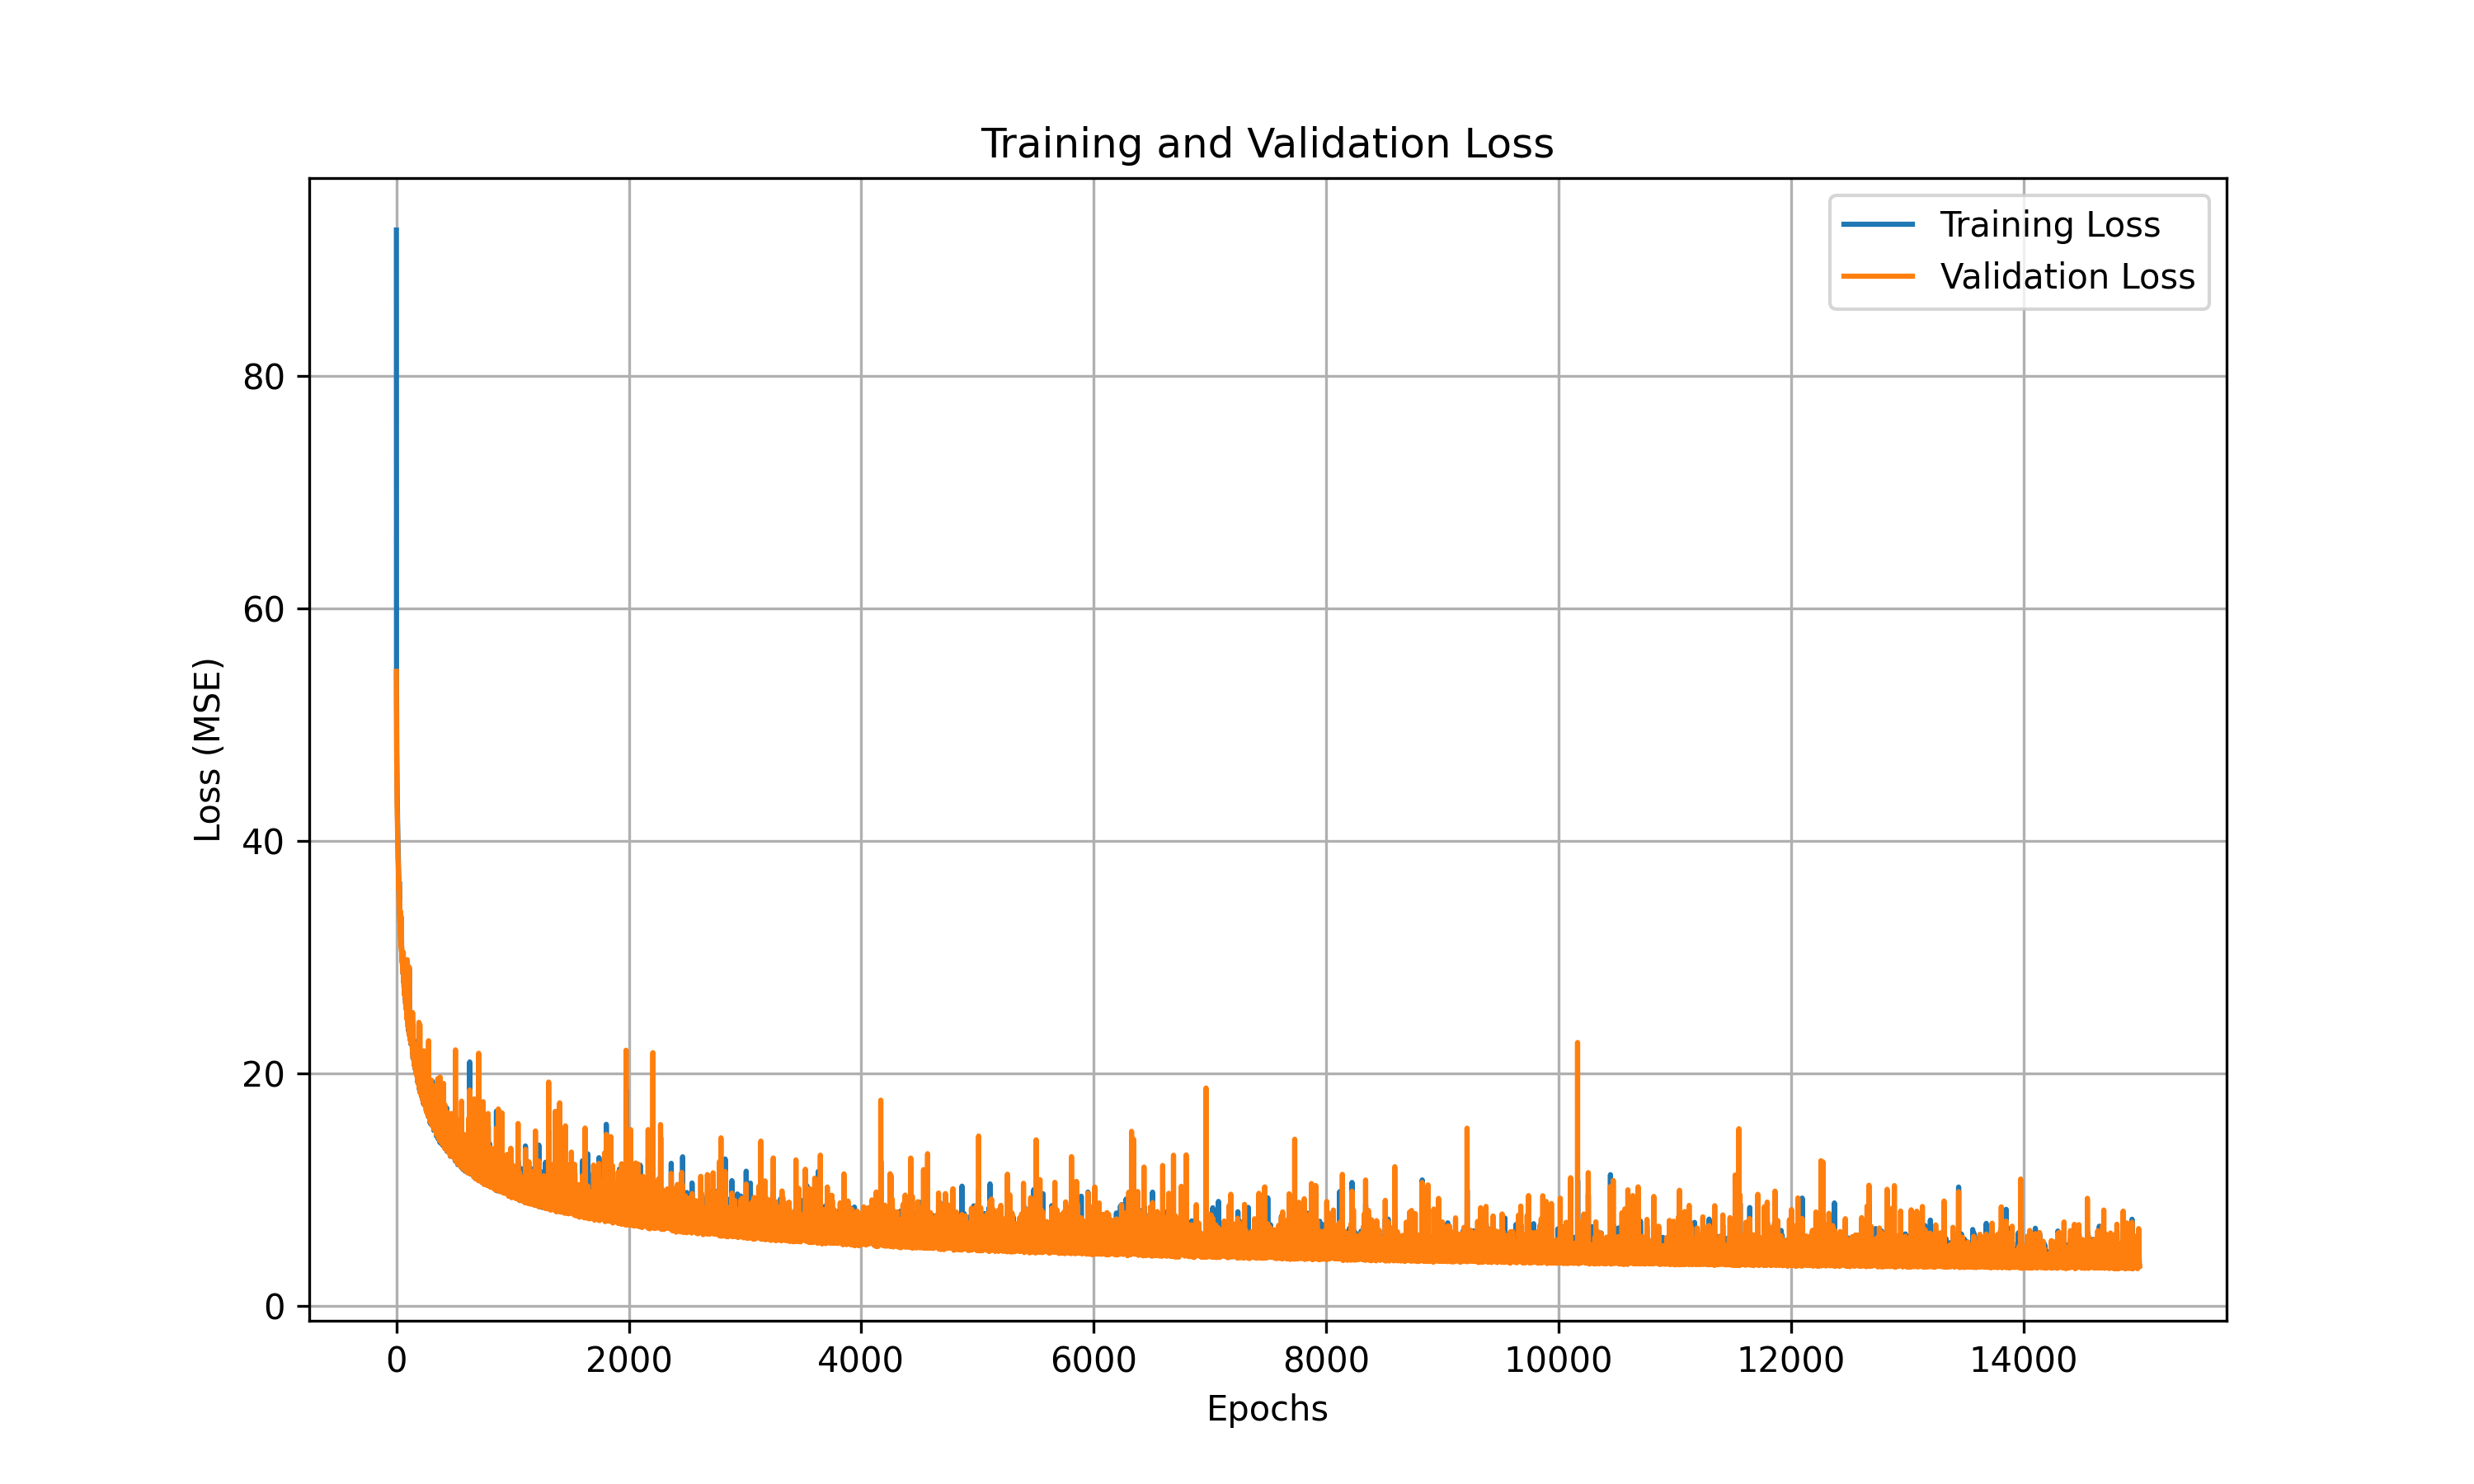 Training and Validation Loss
Training Loss
Validation Loss
80
60
40
20
0
Loss (MSE)
0 2000 4000 6000 8000 10000 12000 14000
Epochs